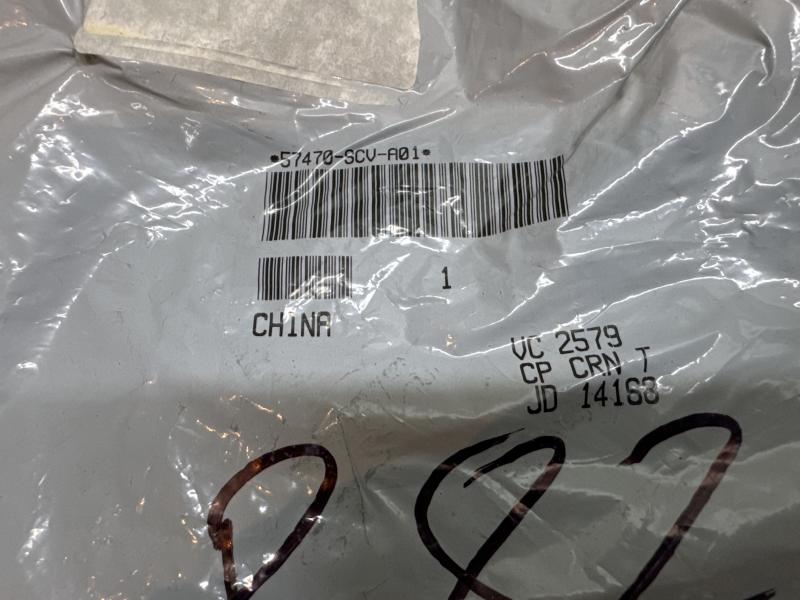 *57470-SCV-A01*
1
CHINA
VC 2579
CP CRN T
JD 14168